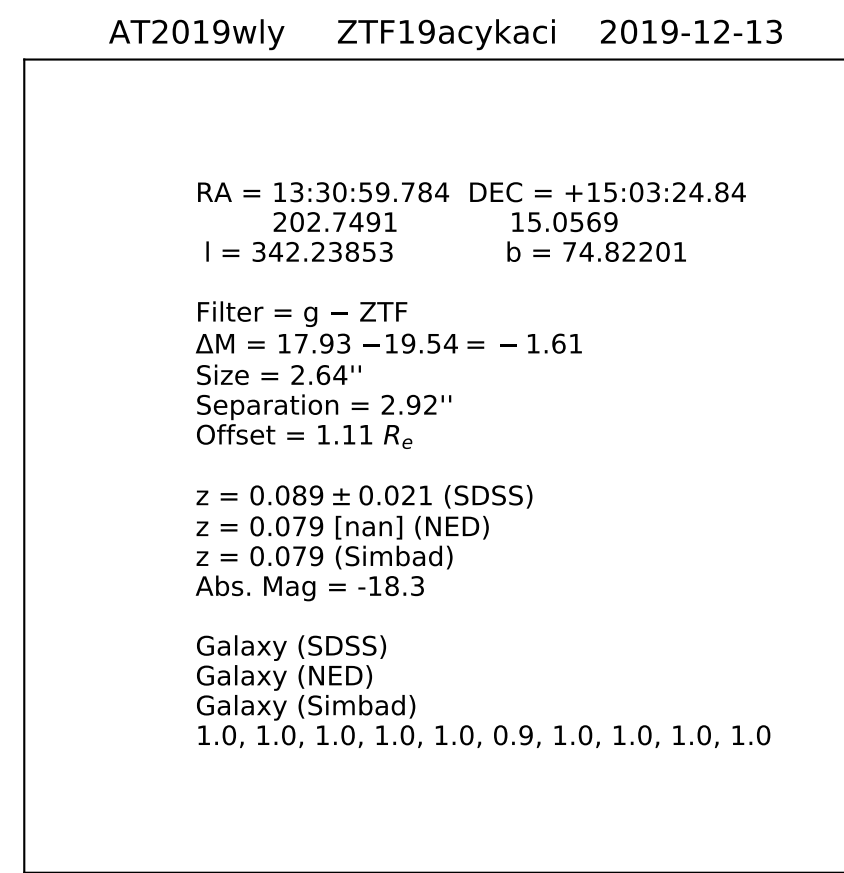 AT2019wly ZTF19acykaci 2019-12-13
RA = 13:30:59.784 DEC = +15:03:24.84
202.7491 15.0569
l = 342.23853 b = 74.82201
Filter = g − ZTF
ΔM = 17.93 −19.54 = − 1.61
Size = 2.64''
Separation = 2.92''
Offset = 1.11 Re
z = 0.089 ± 0.021 (SDSS)
z = 0.079 [nan] (NED)
z = 0.079 (Simbad)
Abs. Mag = -18.3
Galaxy (SDSS)
Galaxy (NED)
Galaxy (Simbad)
1.0, 1.0, 1.0, 1.0, 1.0, 0.9, 1.0, 1.0, 1.0, 1.0